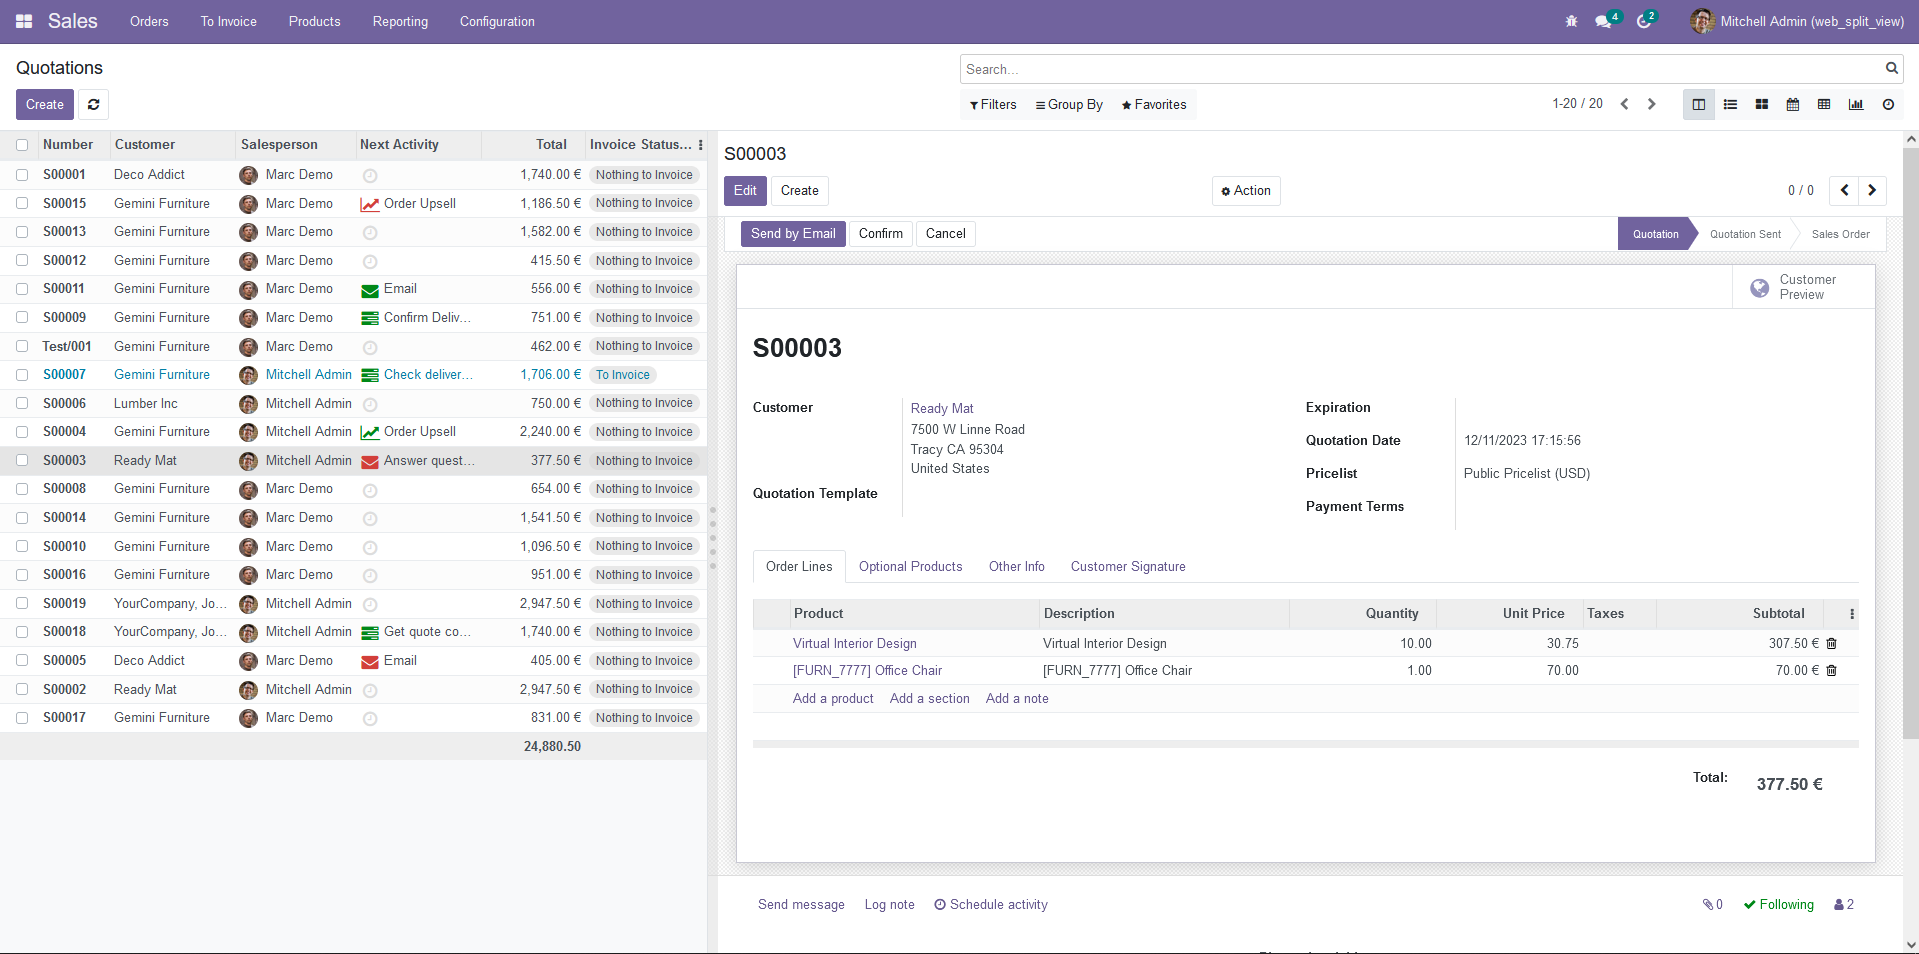 Sales Orders To Invoice Products Reporting Configuration 4 2 Mitchell Admin (web_split_view)
Quotations
Search...
Create
Filters Group By Favorites 1-20 / 20
Number Customer Salesperson Next Activity Total Invoice Status...
S00001 Deco Addict Marc Demo 1,740.00 € Nothing to Invoice
S00015 Gemini Furniture Marc Demo Order Upsell 1,186.50 € Nothing to Invoice
S00013 Gemini Furniture Marc Demo 1,582.00 € Nothing to Invoice
S00012 Gemini Furniture Marc Demo 415.50 € Nothing to Invoice
S00011 Gemini Furniture Marc Demo Email 556.00 € Nothing to Invoice
S00009 Gemini Furniture Marc Demo Confirm Deliv... 751.00 € Nothing to Invoice
Test/001 Gemini Furniture Marc Demo 462.00 € Nothing to Invoice
S00007 Gemini Furniture Mitchell Admin Check deliver... 1,706.00 € To Invoice
S00006 Lumber Inc Mitchell Admin 750.00 € Nothing to Invoice
S00004 Gemini Furniture Mitchell Admin Order Upsell 2,240.00 € Nothing to Invoice
S00003 Ready Mat Mitchell Admin Answer quest... 377.50 € Nothing to Invoice
S00008 Gemini Furniture Marc Demo 654.00 € Nothing to Invoice
S00014 Gemini Furniture Marc Demo 1,541.50 € Nothing to Invoice
S00010 Gemini Furniture Marc Demo 1,096.50 € Nothing to Invoice
S00016 Gemini Furniture Marc Demo 951.00 € Nothing to Invoice
S00019 YourCompany, Jo... Mitchell Admin 2,947.50 € Nothing to Invoice
S00018 YourCompany, Jo... Mitchell Admin Get quote co... 1,740.00 € Nothing to Invoice
S00005 Deco Addict Marc Demo Email 405.00 € Nothing to Invoice
S00002 Ready Mat Mitchell Admin 2,947.50 € Nothing to Invoice
S00017 Gemini Furniture Marc Demo 831.00 € Nothing to Invoice
24,880.50
S00003
Edit Create Action 0 / 0
Send by Email Confirm Cancel Quotation Quotation Sent Sales Order
Customer
Preview
S00003
Customer Ready Mat
7500 W Linne Road
Tracy CA 95304
United States
Quotation Template
Expiration
Quotation Date 12/11/2023 17:15:56
Pricelist Public Pricelist (USD)
Payment Terms
Order Lines Optional Products Other Info Customer Signature
Product Description Quantity Unit Price Taxes Subtotal
Virtual Interior Design Virtual Interior Design 10.00 30.75 307.50 €
[FURN_7777] Office Chair [FURN_7777] Office Chair 1.00 70.00 70.00 €
Add a product Add a section Add a note
Total: 377.50 €
Send message Log note Schedule activity 0 Following 2